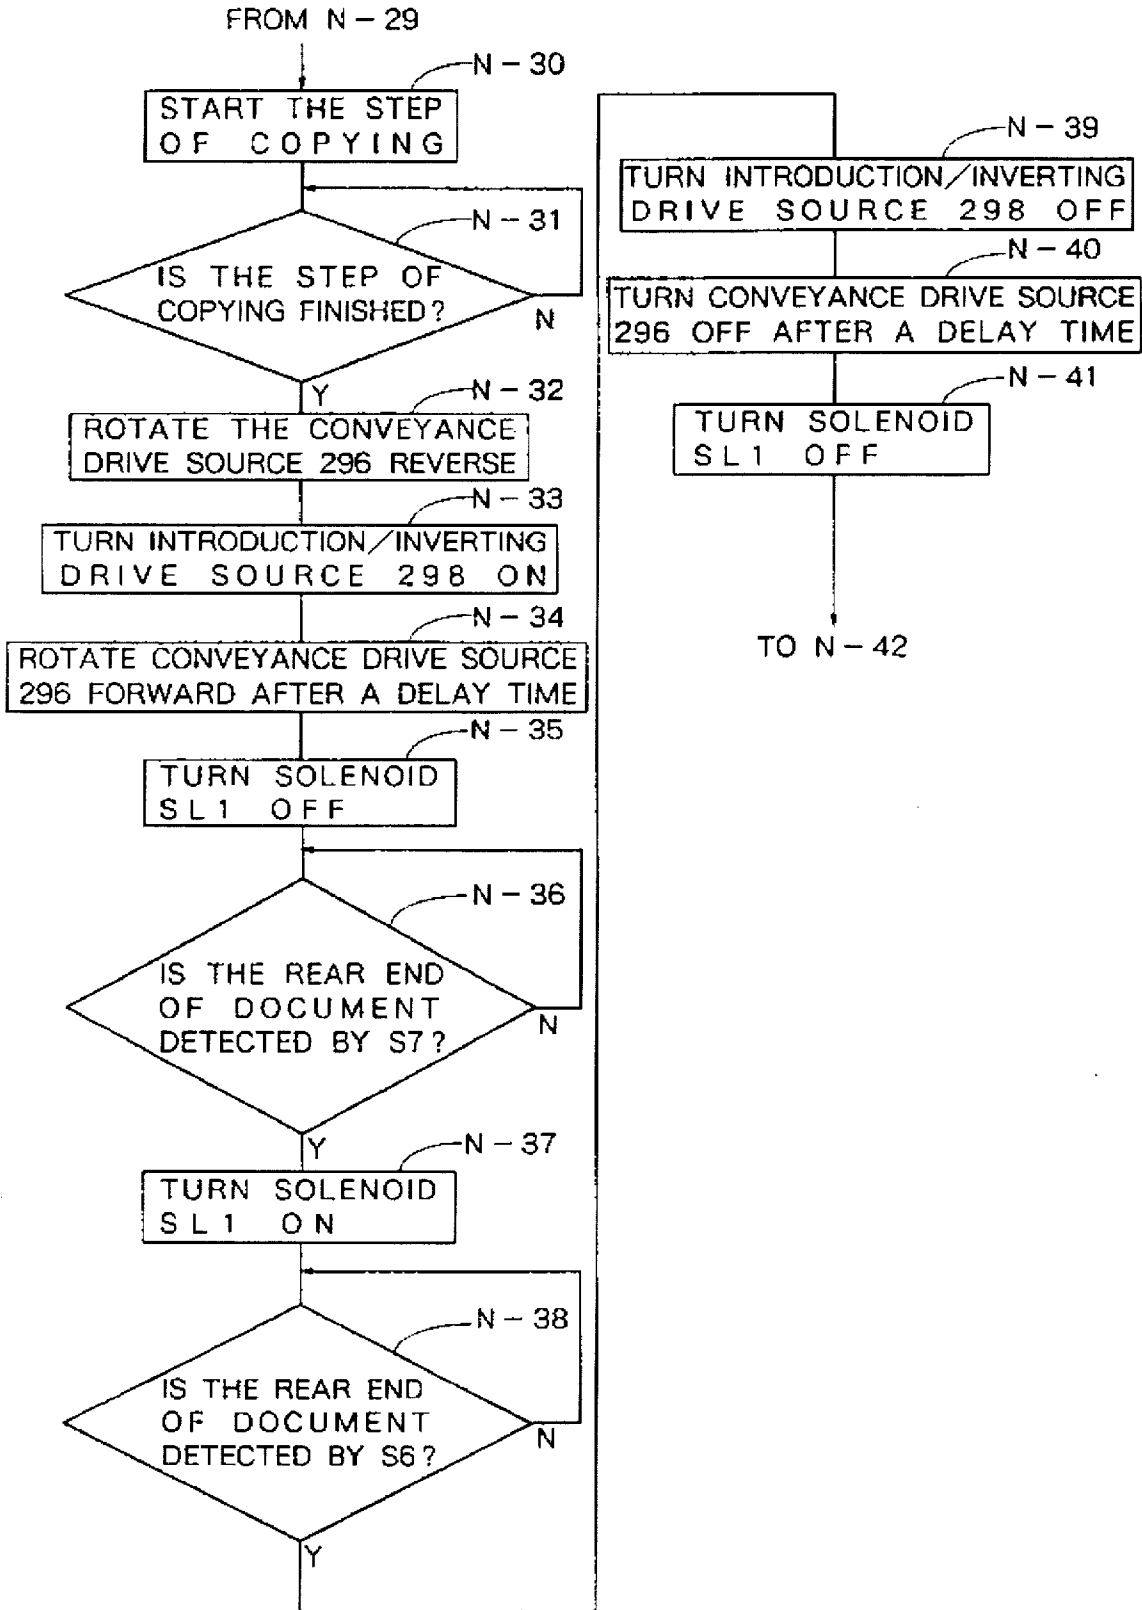 FROM N-29
N-30
START THE STEP
OF COPYING
N-31
IS THE STEP OF
COPYING FINISHED?
N
Y
N-32
ROTATE THE CONVEYANCE
DRIVE SOURCE 296 REVERSE
N-33
TURN INTRODUCTION/INVERTING
DRIVE SOURCE 298 ON
N-34
ROTATE CONVEYANCE DRIVE SOURCE
296 FORWARD AFTER A DELAY TIME
N-35
TURN SOLENOID
SL1 OFF
N-36
IS THE REAR END
OF DOCUMENT
DETECTED BY S7?
N
Y
N-37
TURN SOLENOID
SL1 ON
N-38
IS THE REAR END
OF DOCUMENT
DETECTED BY S6?
N
Y
N-39
TURN INTRODUCTION/INVERTING
DRIVE SOURCE 298 OFF
N-40
TURN CONVEYANCE DRIVE SOURCE
296 OFF AFTER A DELAY TIME
N-41
TURN SOLENOID
SL1 OFF
TO N-42